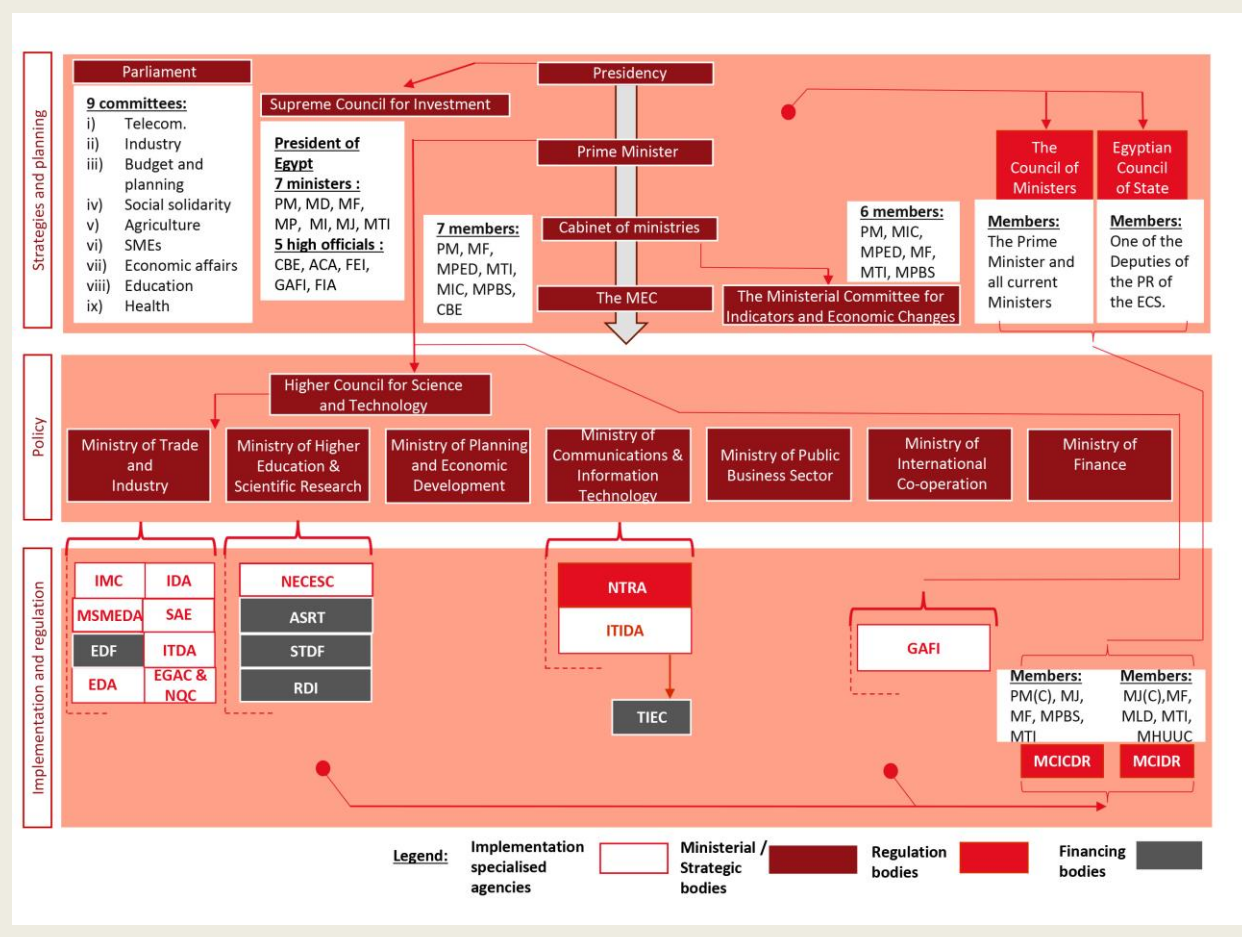 Strategies and planning
Parliament
9 committees:
i) Telecom.
ii) Industry
iii) Budget and
planning
iv) Social solidarity
v) Agriculture
vi) SMEs
vii) Economic affairs
viii) Education
ix) Health
Supreme Council for Investment
President of
Egypt
7 ministers :
PM, MD, MF,
MP, MI, MJ, MTI
5 high officials :
CBE, ACA, FEI,
GAFI, FIA
7 members:
PM, MF,
MPED, MTI,
MIC, MPBS,
CBE
Presidency
Prime Minister
Cabinet of ministries
The MEC
6 members:
PM, MIC,
MPED, MF,
MTI, MPBS
The Ministerial Committee for
Indicators and Economic Changes
The
Council of
Ministers
Members:
The Prime
Minister and
all current
Ministers
Egyptian
Council
of State
Members:
One of the
Deputies of
the PR of
the ECS.
Policy
Higher Council for Science
and Technology
Ministry of Trade
and
Industry
Ministry of Higher
Education &
Scientific Research
Ministry of Planning
and Economic
Development
Ministry of
Communications &
Information
Technology
Ministry of Public
Business Sector
Ministry of
International
Co-operation
Ministry of
Finance
Implementation and regulation
IMC IDA
MSMEDA SAE
EDF ITDA
EDA EGAC &
NQC
NECESC
ASRT
STDF
RDI
NTRA
ITIDA
TIEC
GAFI
Members:
PM(C), MJ,
MF, MPBS,
MTI
MCICDR
Members:
MJ(C),MF,
MLD, MTI,
MHUUC
MCIDR
Legend:
Implementation
specialised
agencies
Ministerial /
Strategic
bodies
Regulation
bodies
Financing
bodies